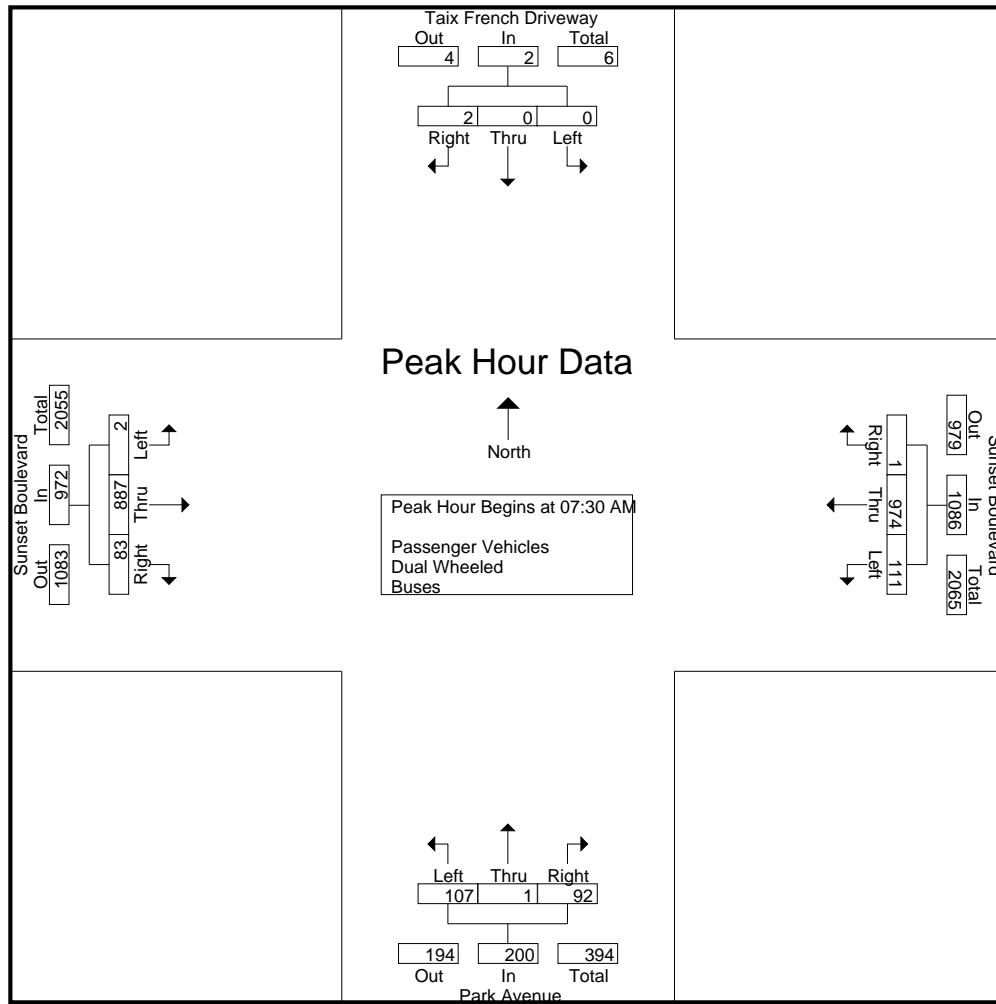 Taix French Driveway
Out In Total
4 2 6
2 0 0
Right Thru Left
Peak Hour Data
North
Peak Hour Begins at 07:30 AM
Passenger Vehicles
Dual Wheeled
Buses
Sunset Boulevard
Out In Total
1083 972 2055
83 887 2
Right Thru Left
Sunset Boulevard
Out In Total
979 1086 2065
1 974 111
Right Thru Left
Left Thru Right
107 1 92
194 200 394
Out In Total
Park Avenue